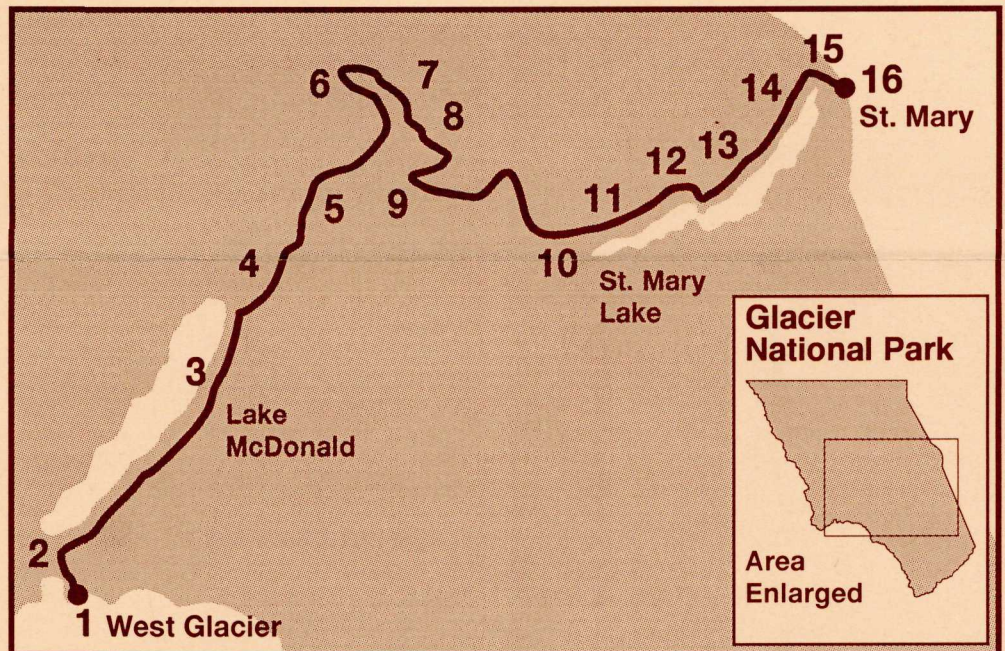 1 West Glacier
2
3
Lake
McDonald
4
5
6
7
8
9
10
11
St. Mary
Lake
12
13
14
15
16
St. Mary
Glacier
National Park
Area
Enlarged